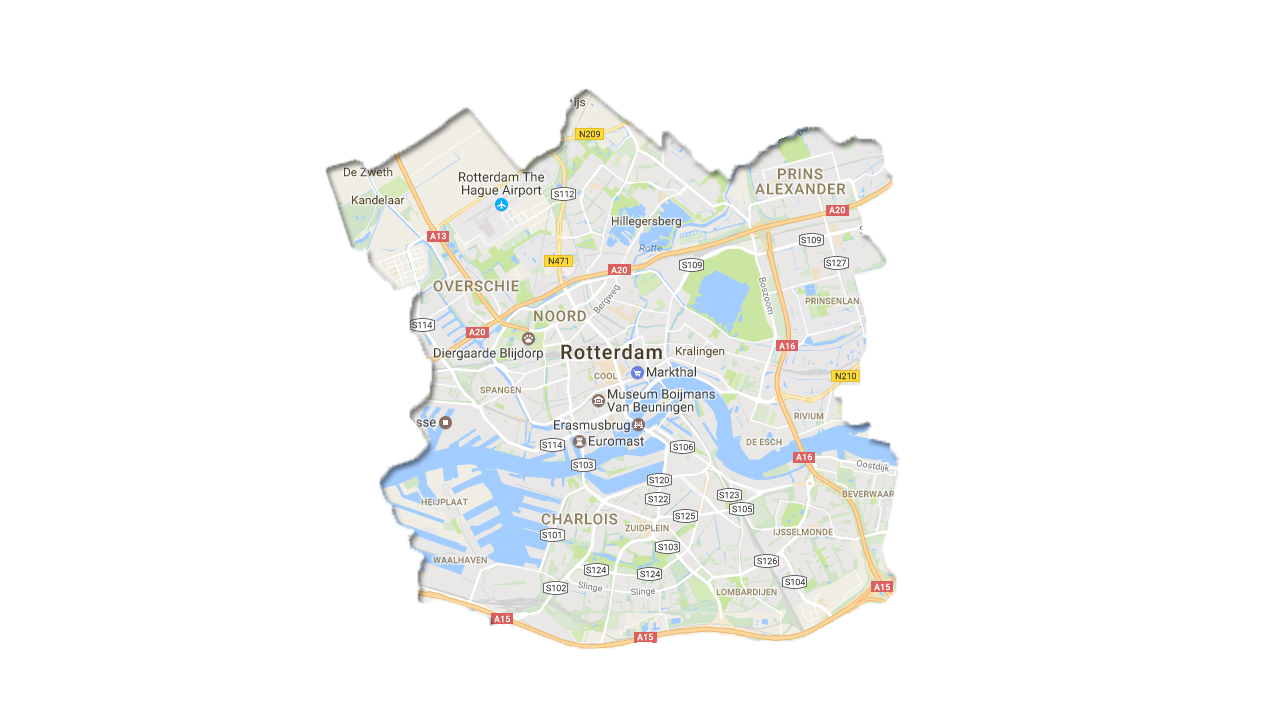 ijs
N209
De Zweth
Rotterdam The
Hague Airport
PRINS
ALEXANDER
Kandelaar
S112
A20
Hillegersberg
A13
S109
Rotte
N471
S109
S127
A20
OVERSCHIE
Boszoom
Bergweg
PRINSENLAN
NOORD
S114
A20
A16
Diergaarde Blijdorp
Rotterdam
Kralingen
COOL
Markthal
N210
SPANGEN
Museum Boijmans
Van Beuningen
RIVIUM
sse
Erasmusbrug
S114
Euromast
DE ESCH
S106
A16
S103
Oostdijk
S120
HEIJPLAAT
S122
S123
BEVERWAAR
S105
CHARLOIS
S125
ZUIDPLEIN
S101
IJSSELMONDE
S103
WAALHAVEN
S126
S124
S124
S104
S102
Slinge
Slinge
LOMBARDIJEN
A15
A15
A15